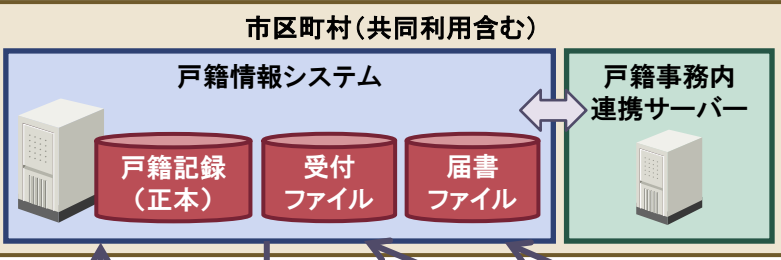 市区町村（共同利用含む）
戸籍情報システム
戸籍事務内
連携サーバー
戸籍記録
（正本）
受付
ファイル
届書
ファイル